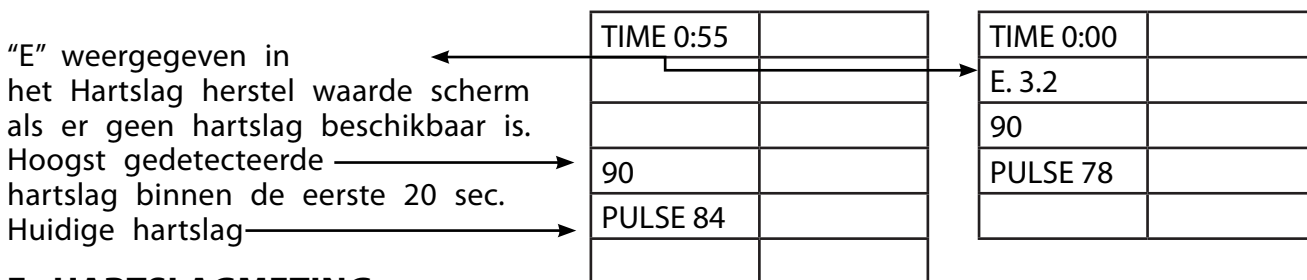 “E” weergegeven in
het Hartslag herstel waarde scherm
als er geen hartslag beschikbaar is.
Hoogst gedetecteerde
hartslag binnen de eerste 20 sec.
Huidige hartslag
TIME 0:55
90
PULSE 84
TIME 0:00
E. 3.2
90
PULSE 78
HARTSLAGMETING